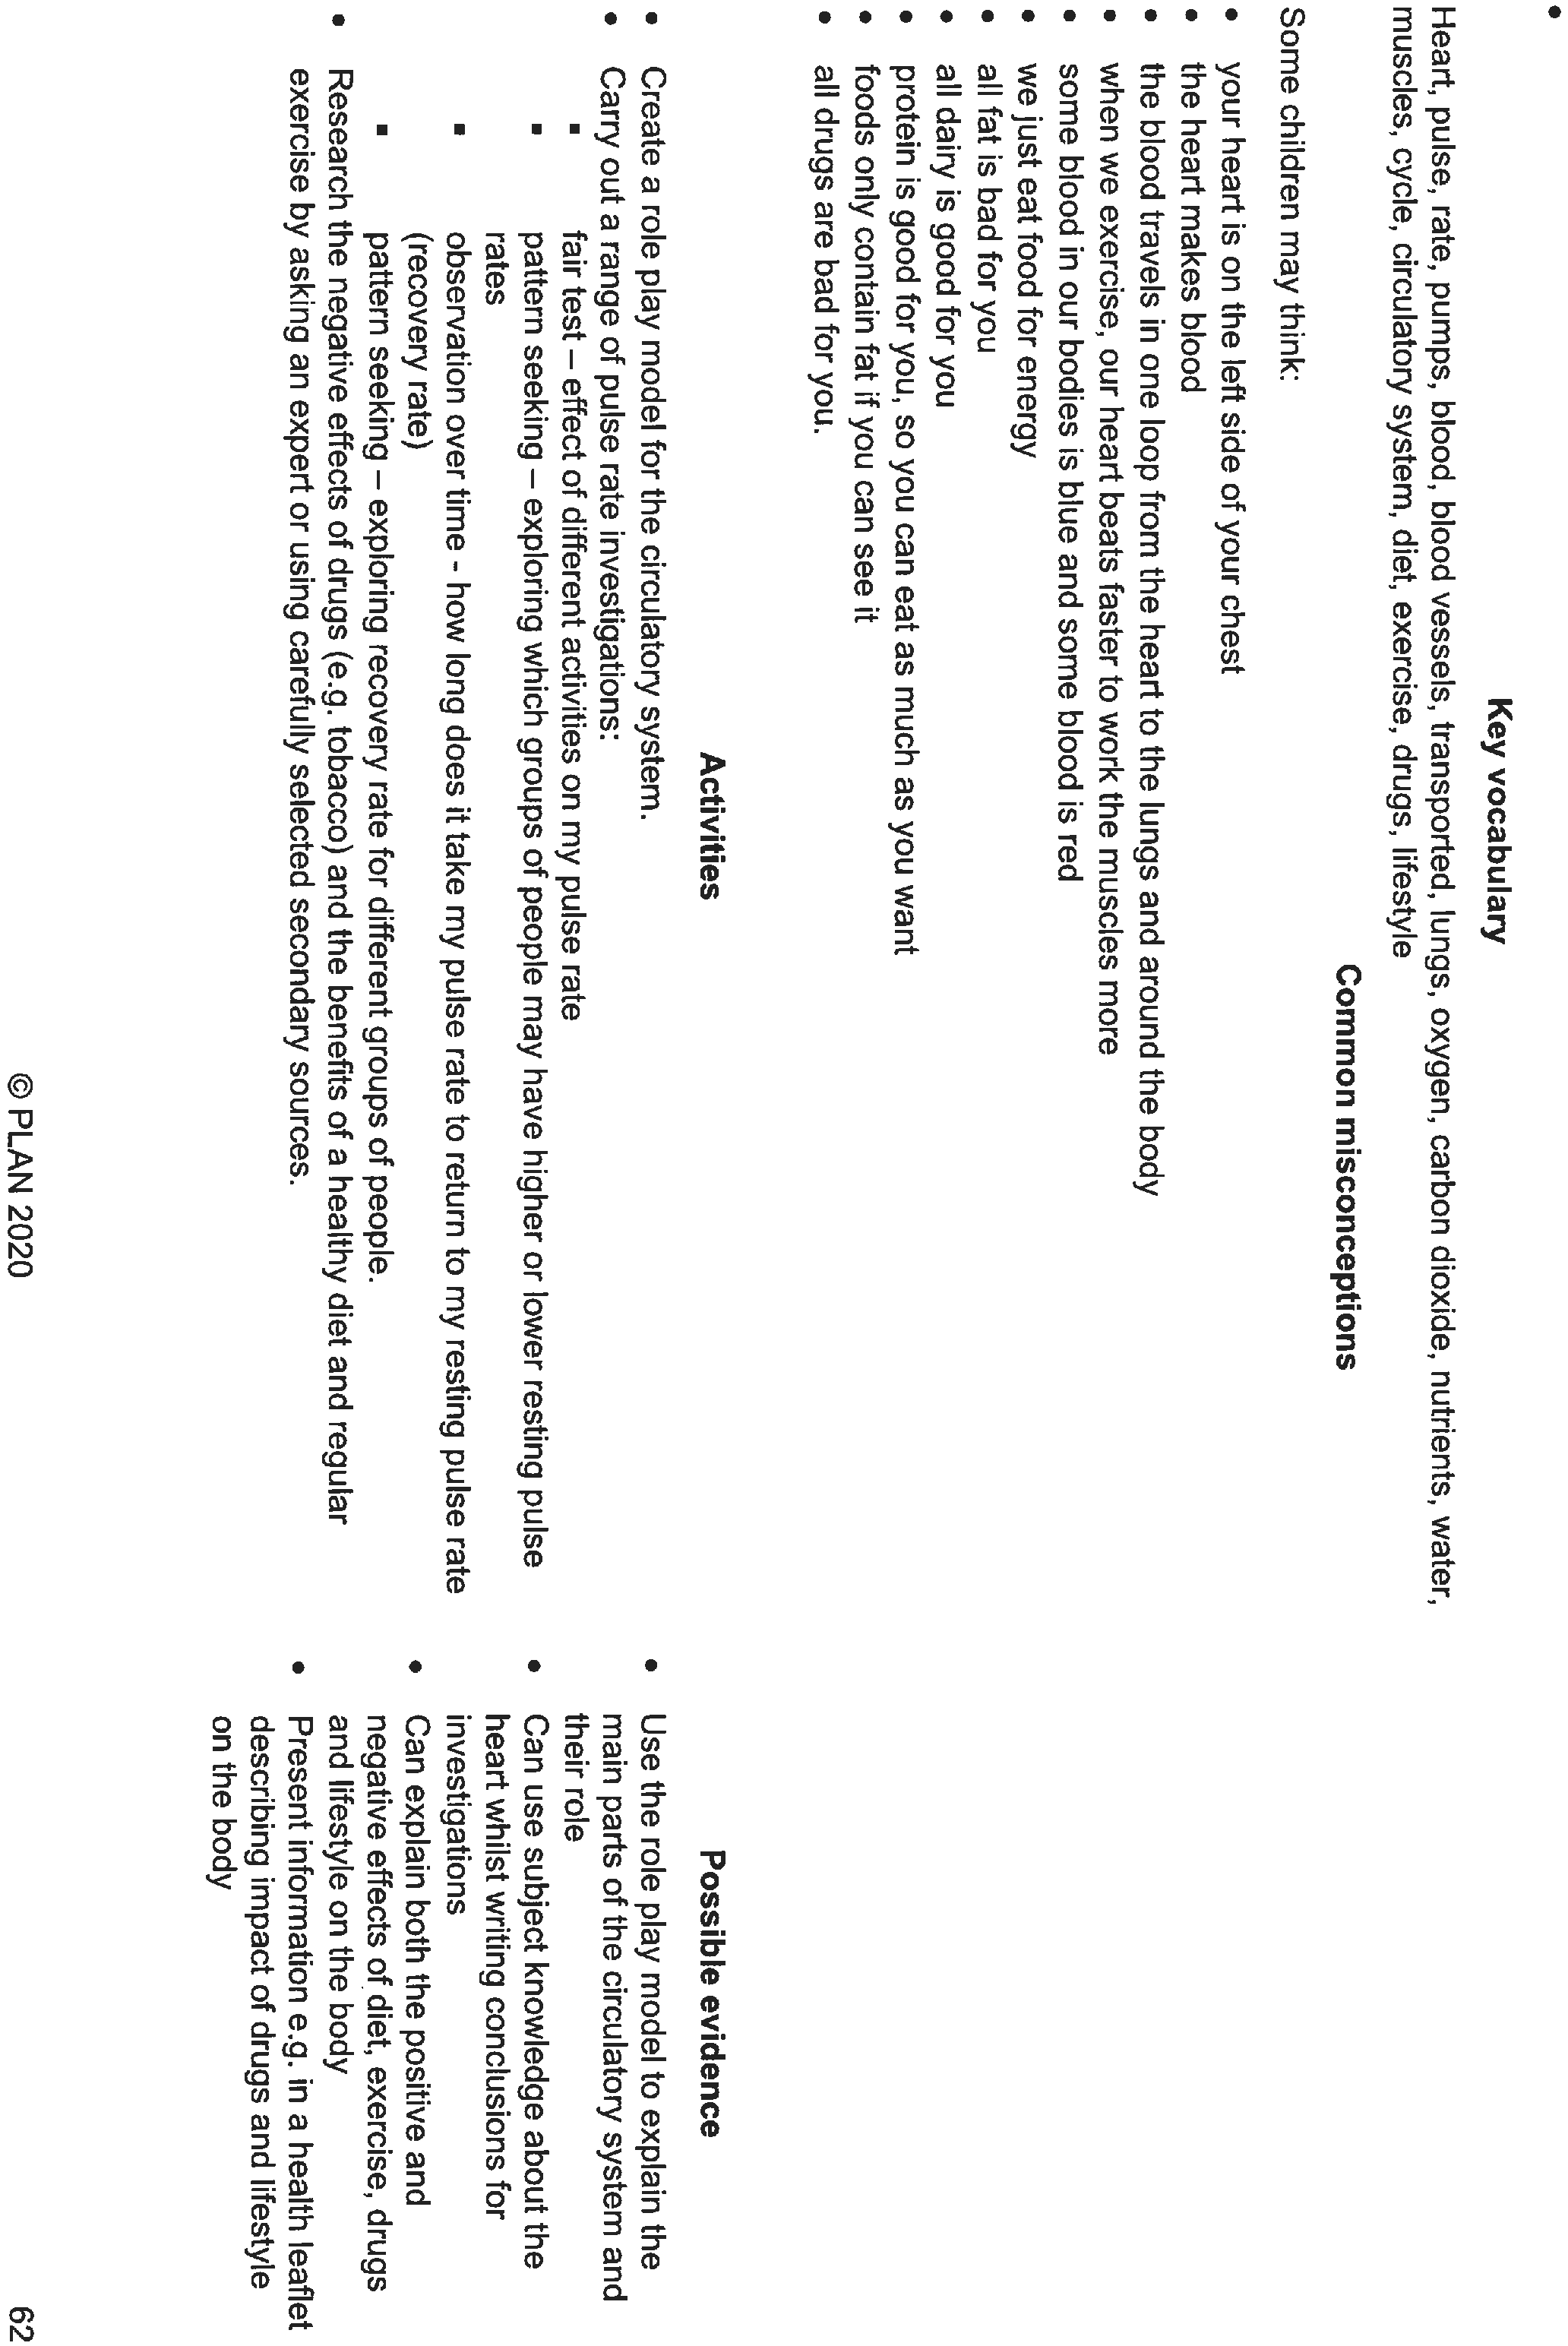 •
Key vocabulary
Heart, pulse, rate, pumps, blood, blood vessels, transported, lungs, oxygen, carbon dioxide, nutrients, water,
muscles, cycle, circulatory system, diet, exercise, drugs, lifestyle
Common misconceptions
Some children may think:
• your heart is on the left side of your chest
• the heart makes blood
• the blood travels in one loop from the heart to the lungs and around the body
• when we exercise, our heart beats faster to work the muscles more
• some blood in our bodies is blue and some blood is red
• we just eat food for energy
• all fat is bad for you
• all dairy is good for you
• protein is good for you, so you can eat as much as you want
• foods only contain fat if you can see it
• all drugs are bad for you.
Activities
• Create a role play model for the circulatory system.
• Carry out a range of pulse rate investigations:
▪ fair test – effect of different activities on my pulse rate
▪ pattern seeking – exploring which groups of people may have higher or lower resting pulse
rates
▪ observation over time - how long does it take my pulse rate to return to my resting pulse rate
(recovery rate)
▪ pattern seeking – exploring recovery rate for different groups of people.
• Research the negative effects of drugs (e.g. tobacco) and the benefits of a healthy diet and regular
exercise by asking an expert or using carefully selected secondary sources.
Possible evidence
• Use the role play model to explain the
main parts of the circulatory system and
their role
• Can use subject knowledge about the
heart whilst writing conclusions for
investigations
• Can explain both the positive and
negative effects of diet, exercise, drugs
and lifestyle on the body
• Present information e.g. in a health leaflet
describing impact of drugs and lifestyle
on the body
© PLAN 2020
62